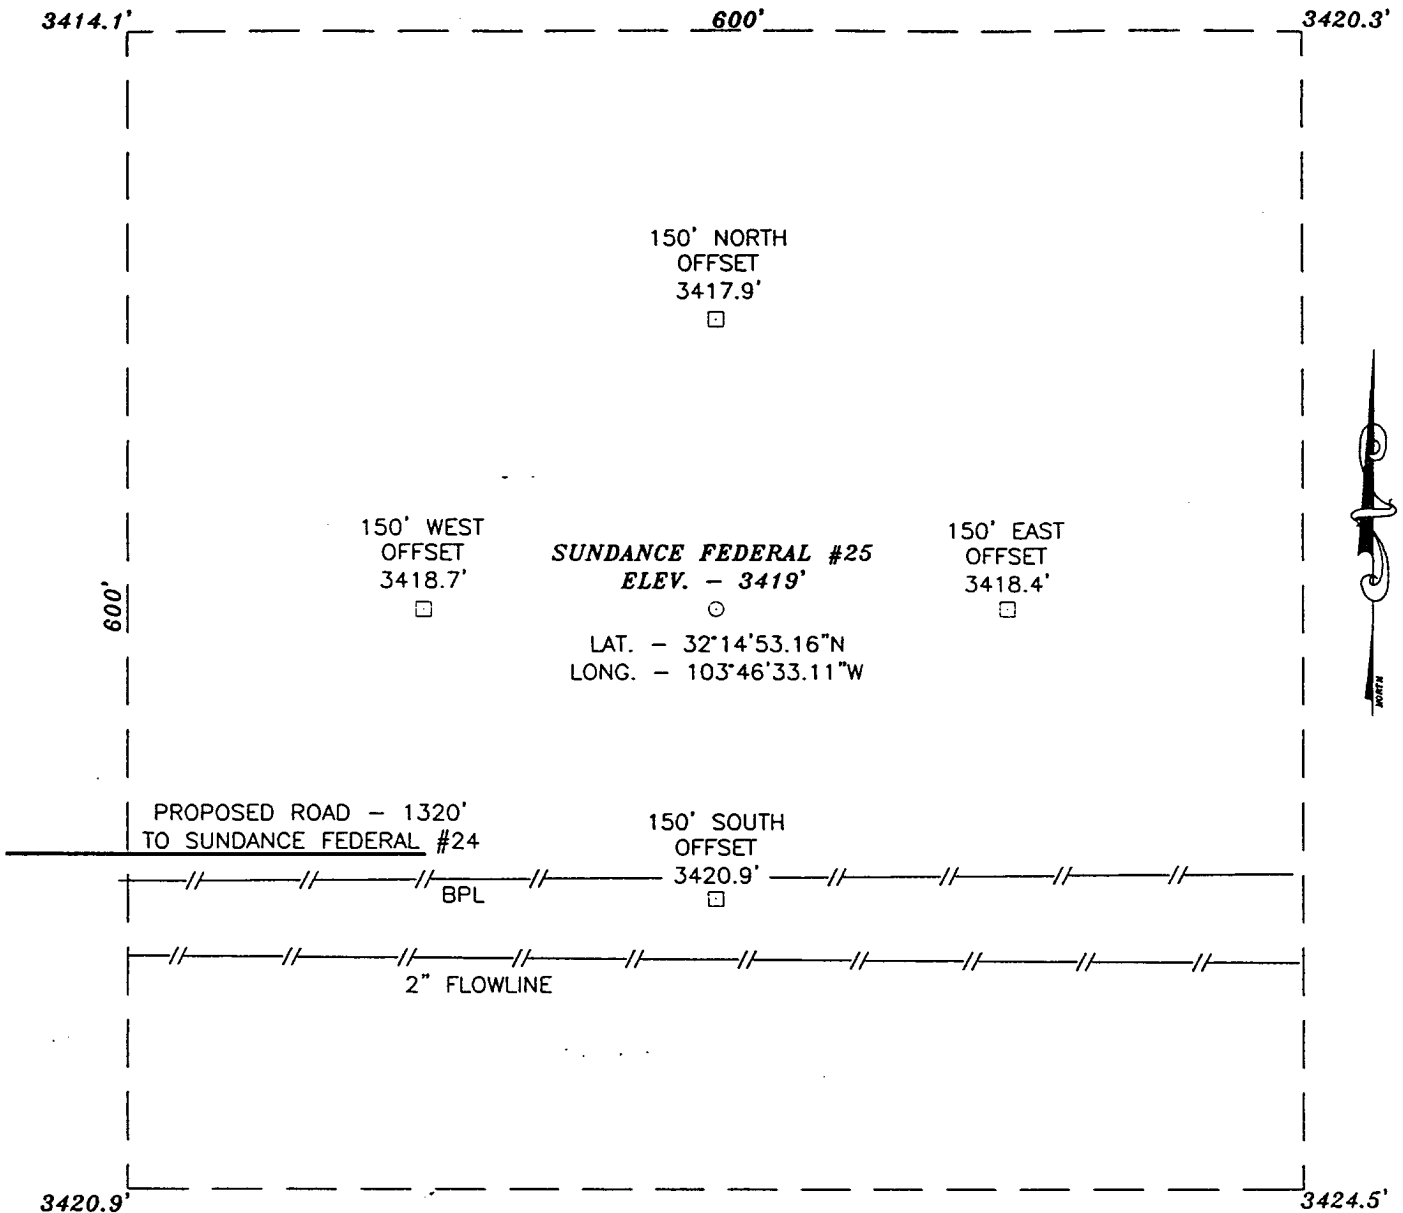 3414.1'
600'
3420.3'
150' NORTH
OFFSET
3417.9'
150' WEST
OFFSET
3418.7'
SUNDANCE FEDERAL #25
ELEV. - 3419'
150' EAST
OFFSET
3418.4'
600'
LAT. - 32°14'53.16"N
LONG. - 103°46'33.11"W
NORTH
PROPOSED ROAD - 1320'
TO SUNDANCE FEDERAL #24
150' SOUTH
OFFSET
3420.9'
BPL
2" FLOWLINE
3420.9'
3424.5'